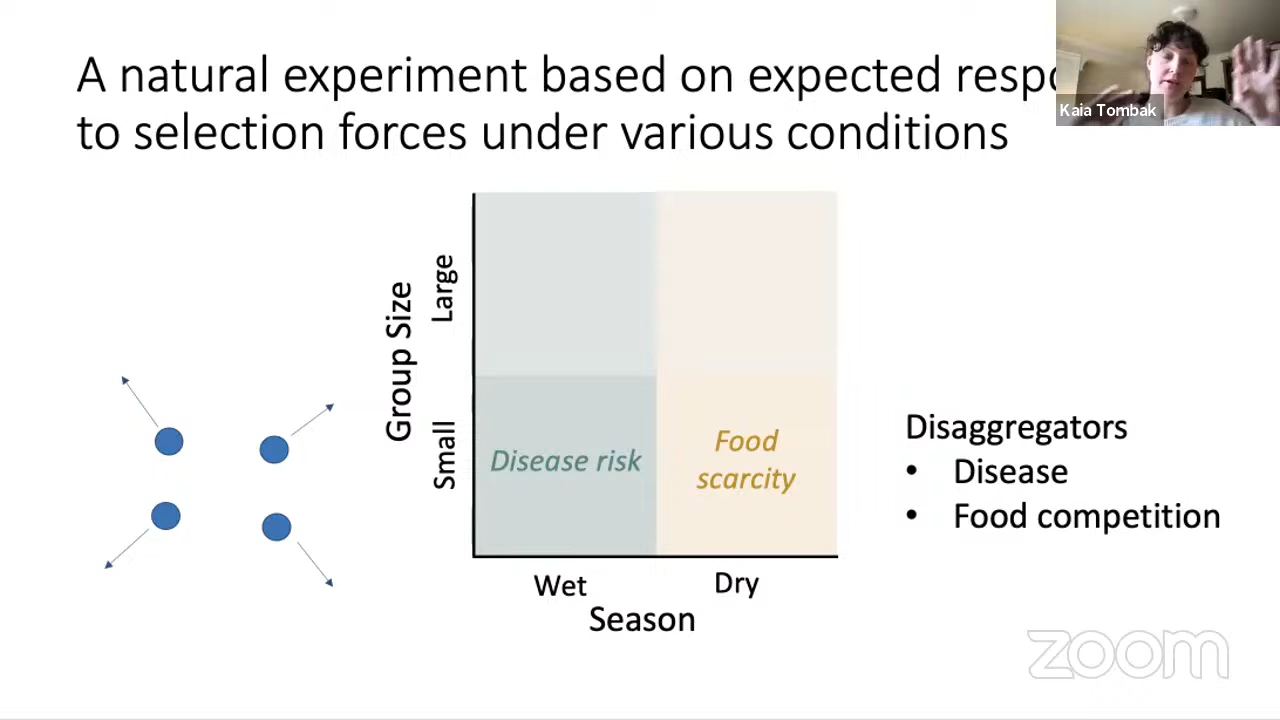 A natural experiment based on expected
to selection forces under various conditions
Kaia Tombak
Group Size
Large
Small
Disease risk
Food
scarcity
Wet
Dry
Season
Disaggregators
• Disease
• Food competition
zoom